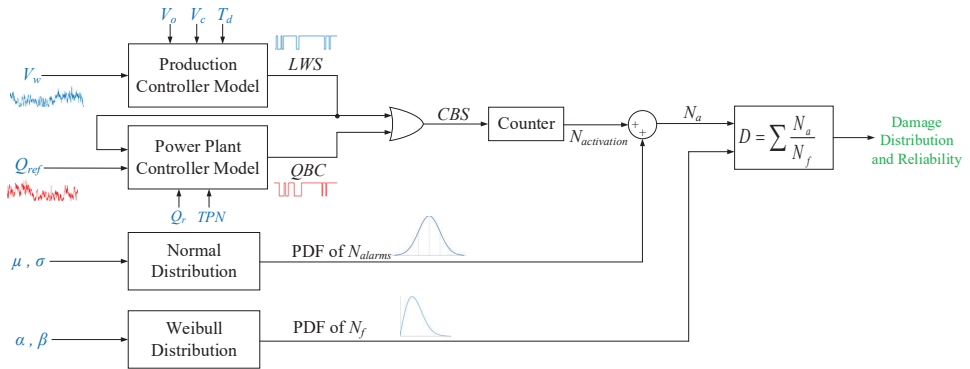 V_o V_c T_d
V_w
Production
Controller Model
LWS
Q_ref
Power Plant
Controller Model
QBC
Q_r TPN
CBS
Counter
N_activation
+
+
N_a
D = ∑ N_a / N_f
Damage
Distribution
and Reliability
μ , σ
Normal
Distribution
PDF of N_alarms
α , β
Weibull
Distribution
PDF of N_f